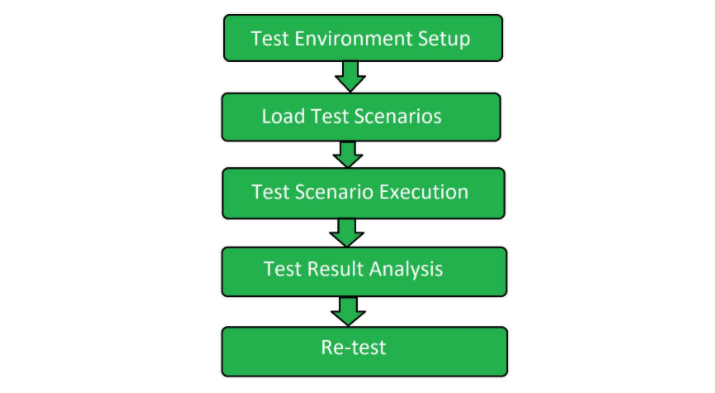 Test Environment Setup
Load Test Scenarios
Test Scenario Execution
Test Result Analysis
Re-test